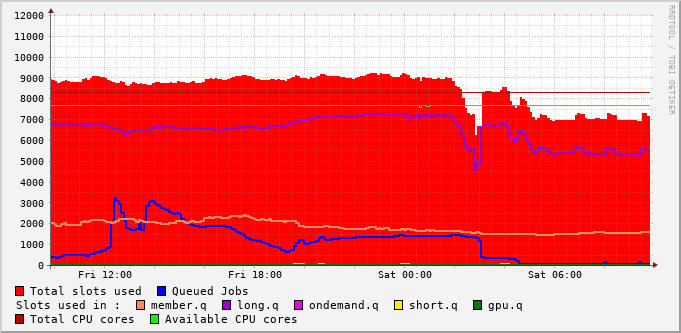 RRDTOOL / TOBI OETIKER
12000
11000
10000
9000
8000
7000
6000
5000
4000
3000
2000
1000
0
Fri 12:00 Fri 18:00 Sat 00:00 Sat 06:00
Total slots used Queued Jobs
Slots used in : member.q long.q ondemand.q short.q gpu.q
Total CPU cores Available CPU cores